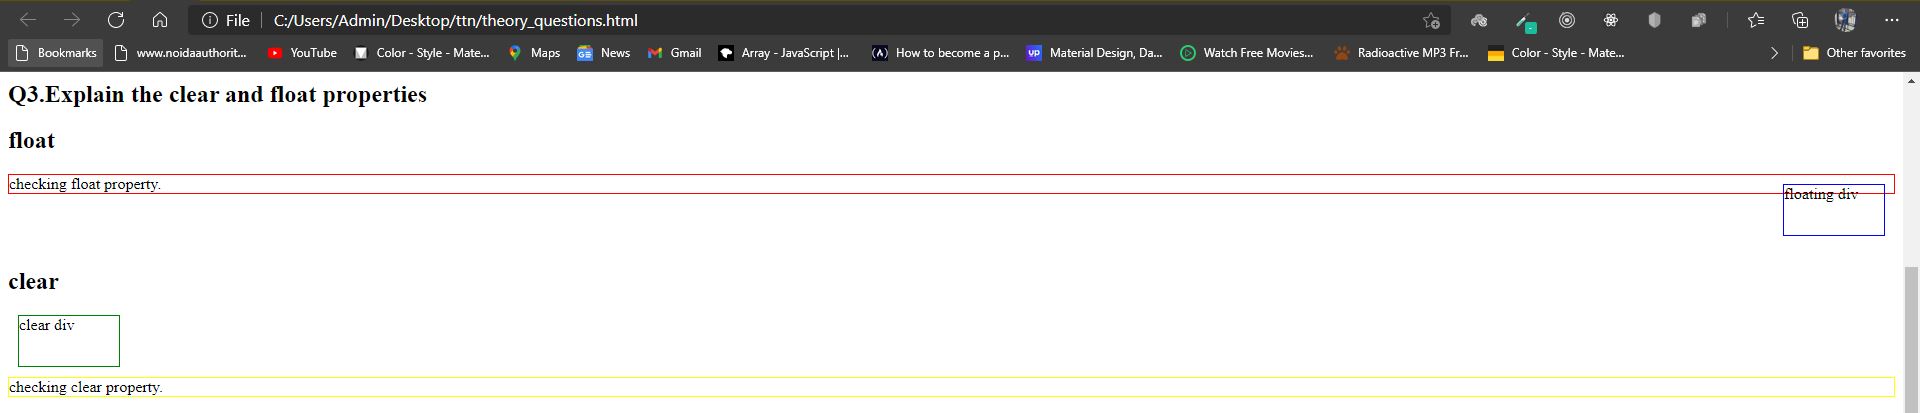 File C:/Users/Admin/Desktop/ttn/theory_questions.html
Bookmarks www.noidaauthorit... YouTube Color - Style - Mate... Maps News Gmail Array - JavaScript |... How to become a p... Material Design, Da... Watch Free Movies... Radioactive MP3 Fr... Color - Style - Mate... Other favorites
Q3.Explain the clear and float properties
float
checking float property.
floating div
clear
clear div
checking clear property.